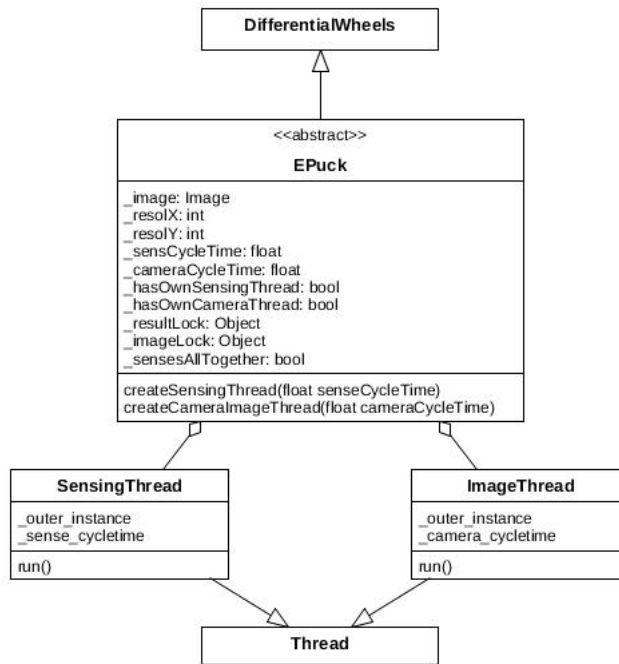 DifferentialWheels
<<abstract>>
EPuck
_image: Image
_resolX: int
_resolY: int
_sensCycleTime: float
_cameraCycleTime: float
_hasOwnSensingThread: bool
_hasOwnCameraThread: bool
_resultLock: Object
_imageLock: Object
_sensesAllTogether: bool
createSensingThread(float senseCycleTime)
createCameraImageThread(float cameraCycleTime)
SensingThread
_outer_instance
_sense_cycletime
run()
ImageThread
_outer_instance
_camera_cycletime
run()
Thread